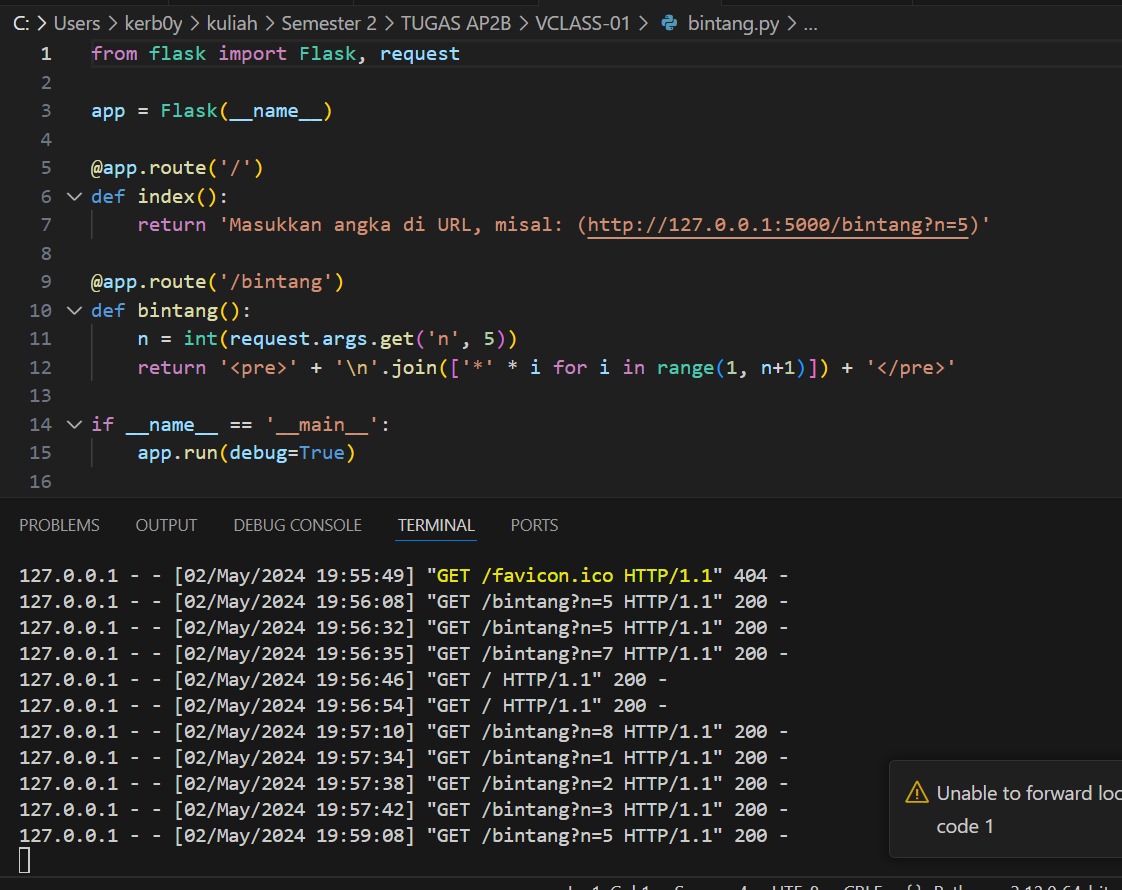 C: > Users > kerb0y > kuliah > Semester 2 > TUGAS AP2B > VCLASS-01 > bintang.py > ...
1 from flask import Flask, request
2
3 app = Flask(__name__)
4
5 @app.route('/')
6 def index():
7 return 'Masukkan angka di URL, misal: (http://127.0.0.1:5000/bintang?n=5)'
8
9 @app.route('/bintang')
10 def bintang():
11 n = int(request.args.get('n', 5))
12 return '<pre>' + '\n'.join(['*' * i for i in range(1, n+1)]) + '</pre>'
13
14 if __name__ == '__main__':
15 app.run(debug=True)
16
PROBLEMS OUTPUT DEBUG CONSOLE TERMINAL PORTS
127.0.0.1 - - [02/May/2024 19:55:49] "GET /favicon.ico HTTP/1.1" 404 -
127.0.0.1 - - [02/May/2024 19:56:08] "GET /bintang?n=5 HTTP/1.1" 200 -
127.0.0.1 - - [02/May/2024 19:56:32] "GET /bintang?n=5 HTTP/1.1" 200 -
127.0.0.1 - - [02/May/2024 19:56:35] "GET /bintang?n=7 HTTP/1.1" 200 -
127.0.0.1 - - [02/May/2024 19:56:46] "GET / HTTP/1.1" 200 -
127.0.0.1 - - [02/May/2024 19:56:54] "GET / HTTP/1.1" 200 -
127.0.0.1 - - [02/May/2024 19:57:10] "GET /bintang?n=8 HTTP/1.1" 200 -
127.0.0.1 - - [02/May/2024 19:57:34] "GET /bintang?n=1 HTTP/1.1" 200 -
127.0.0.1 - - [02/May/2024 19:57:38] "GET /bintang?n=2 HTTP/1.1" 200 -
127.0.0.1 - - [02/May/2024 19:57:42] "GET /bintang?n=3 HTTP/1.1" 200 -
127.0.0.1 - - [02/May/2024 19:59:08] "GET /bintang?n=5 HTTP/1.1" 200 -
Unable to forward loc
code 1